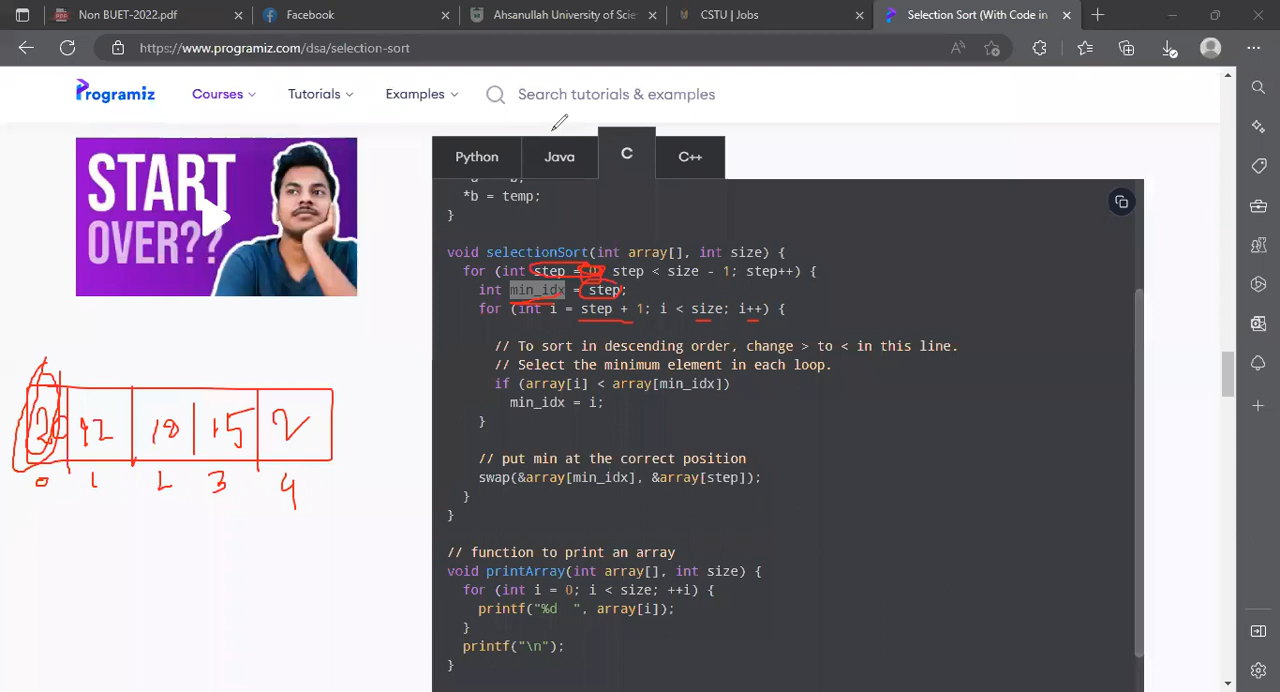 Non BUET-2022.pdf
Facebook
Ahsanullah University of Scie
CSTU | Jobs
Selection Sort (With Code in
https://www.programiz.com/dsa/selection-sort
Programiz
Courses
Tutorials
Examples
Search tutorials & examples
START
OVER??
Python
Java
C
C++
*b = temp;
}
void selectionSort(int array[], int size) {
for (int step = 0; step < size - 1; step++) {
int min_idx = step;
for (int i = step + 1; i < size; i++) {
// To sort in descending order, change > to < in this line.
// Select the minimum element in each loop.
if (array[i] < array[min_idx])
min_idx = i;
}
// put min at the correct position
swap(&array[min_idx], &array[step]);
}
}
// function to print an array
void printArray(int array[], int size) {
for (int i = 0; i < size; ++i) {
printf("%d  ", array[i]);
}
printf("\n");
}
20 12 10 15 2
0 1 2 3 4